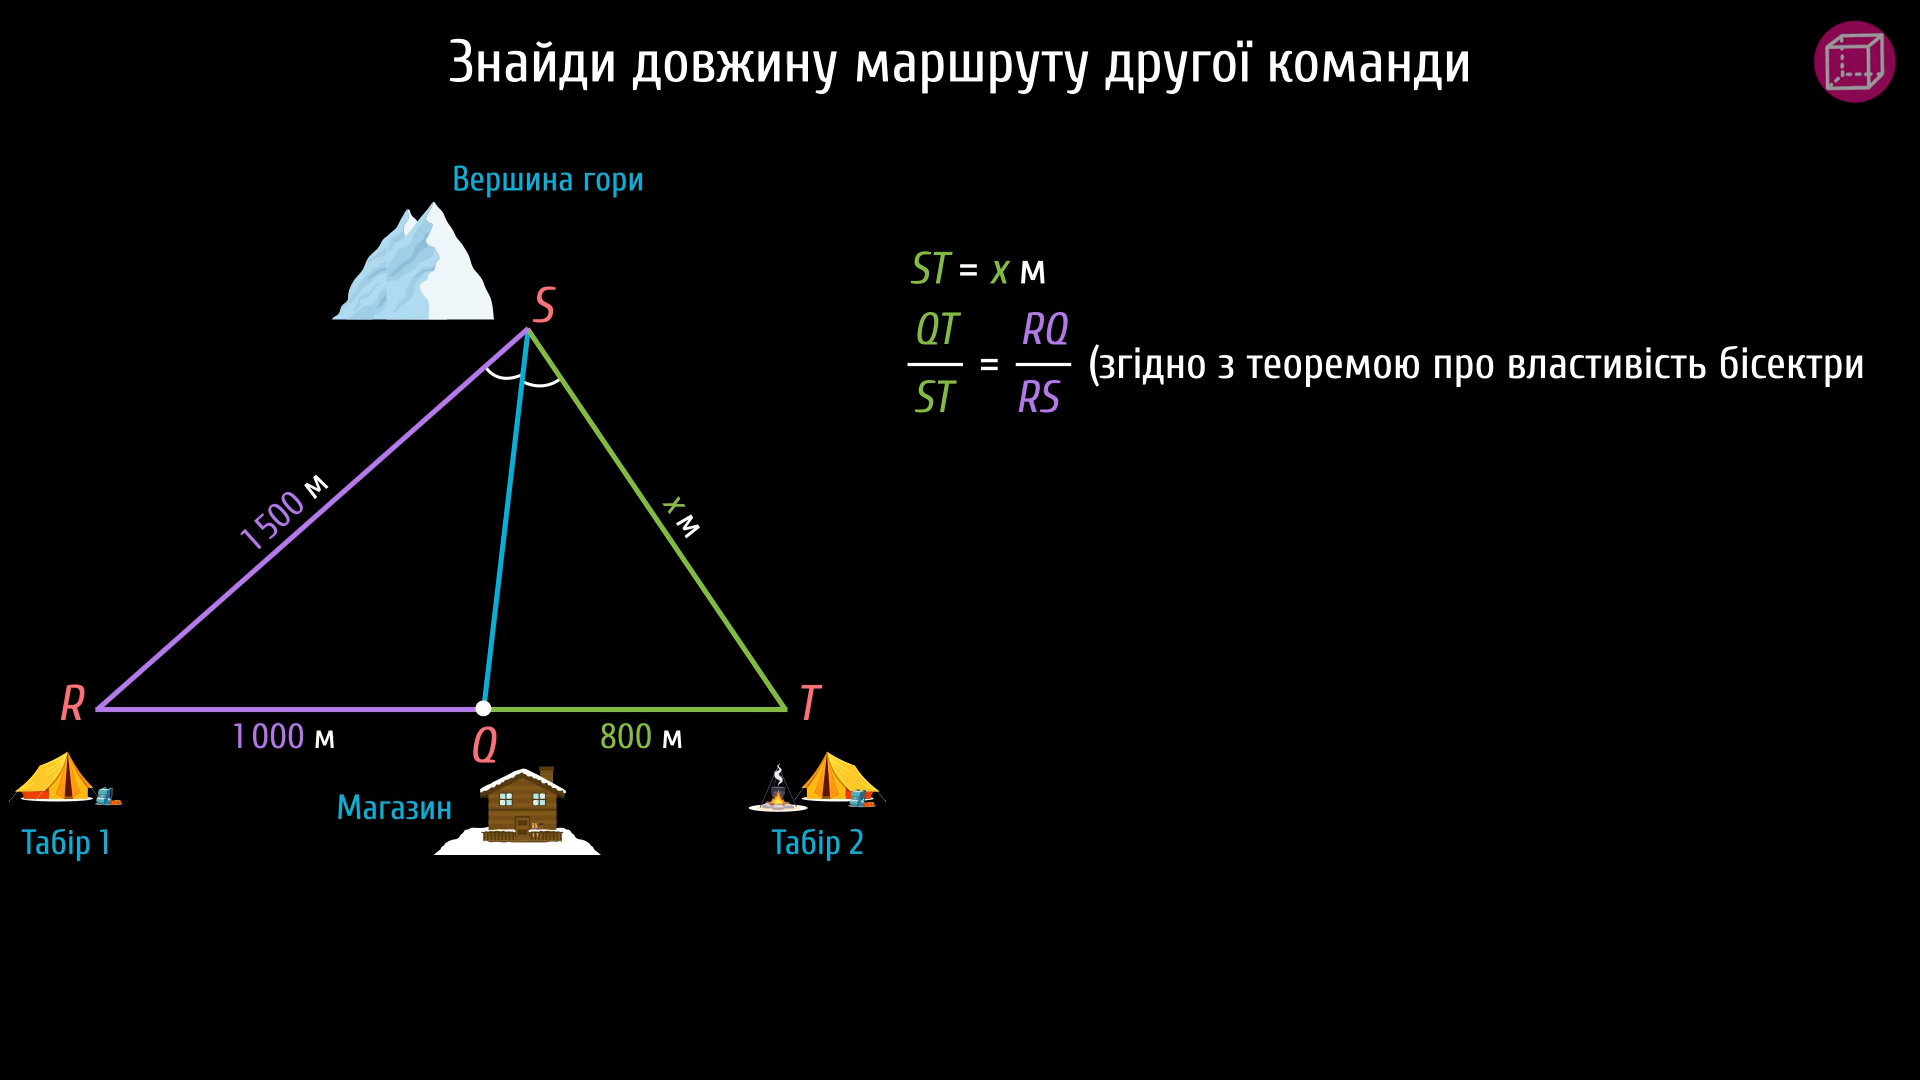 Знайди довжину маршруту другої команди
Вершина гори
S
ST = x м
QT/ST = RQ/RS (згідно з теоремою про властивість бісектри
1 500 м
x м
R
T
1 000 м
Q
800 м
Магазин
Табір 1
Табір 2